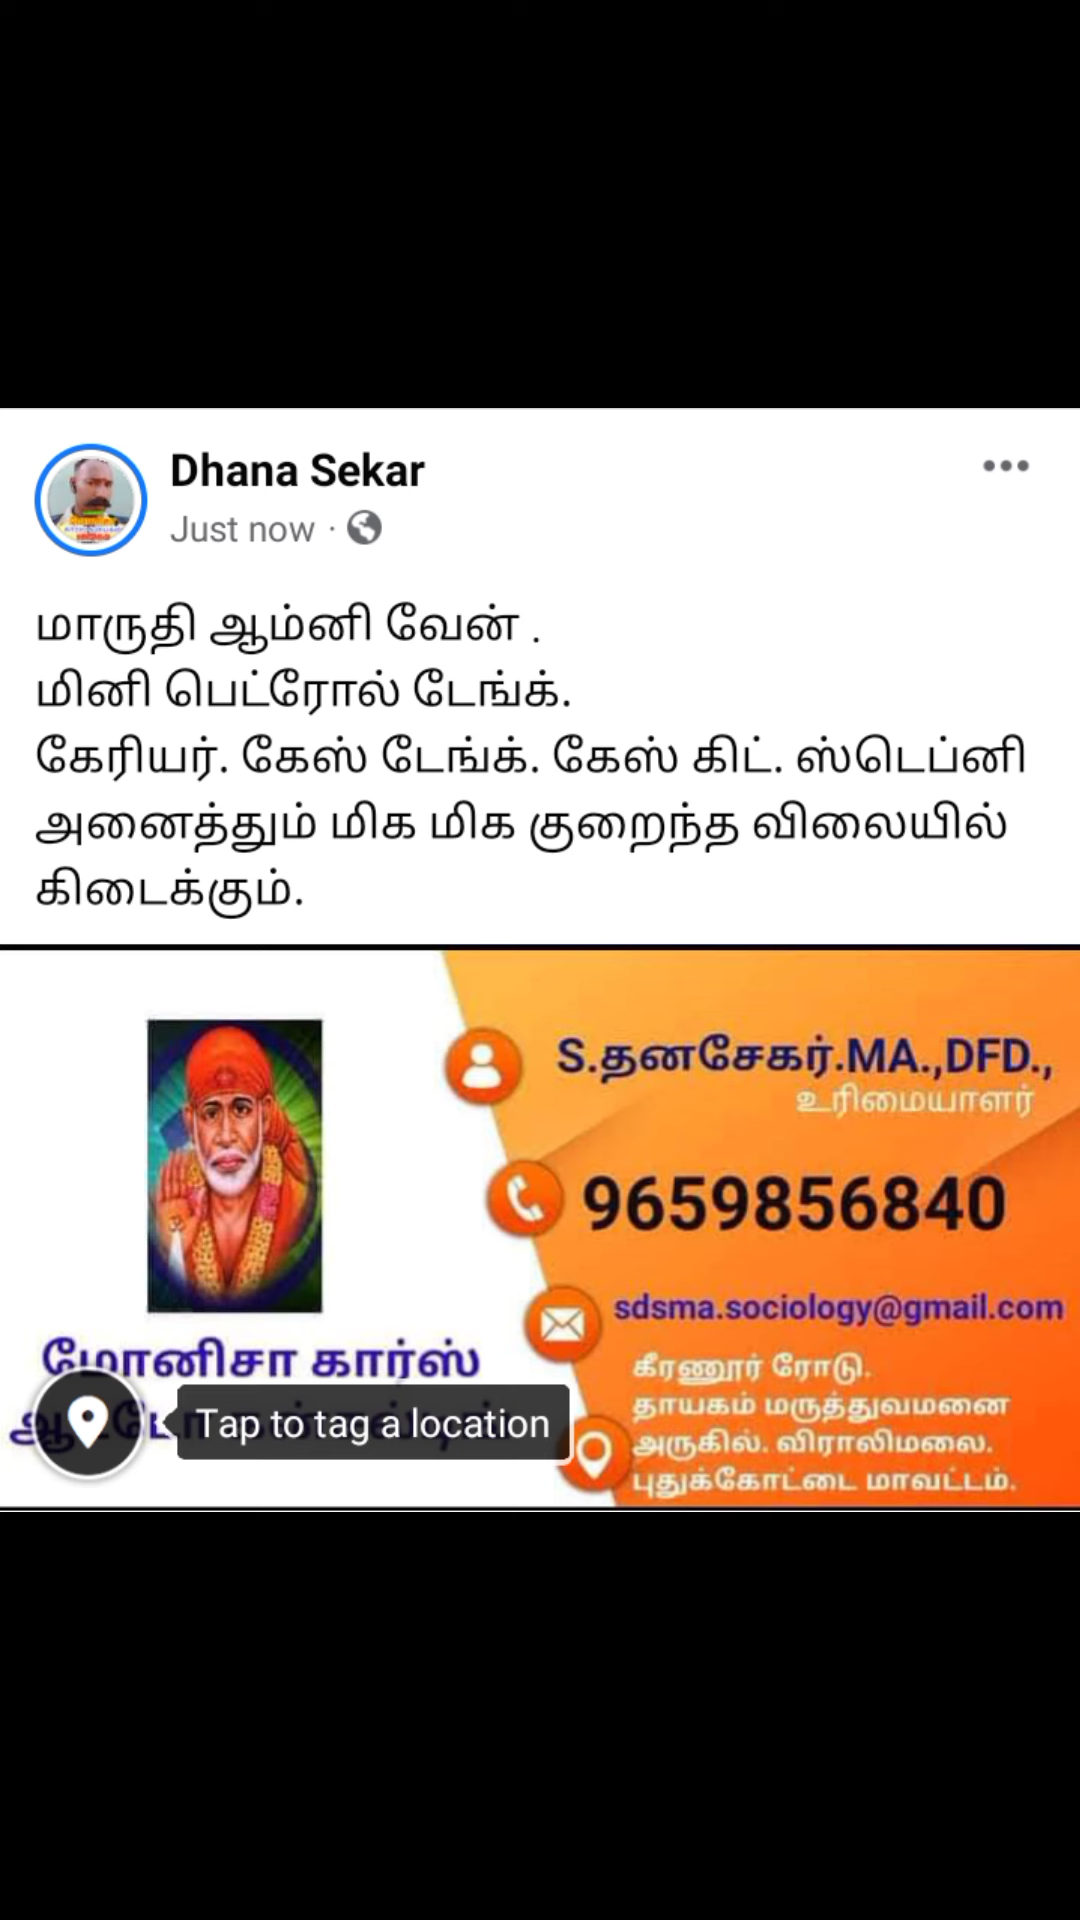 Dhana Sekar
Just now ·
மாருதி ஆம்னி வேன் .
மினி பெட்ரோல் டேங்க்.
கேரியர். கேஸ் டேங்க். கேஸ் கிட். ஸ்டெப்னி
அனைத்தும் மிக மிக குறைந்த விலையில்
கிடைக்கும்.
S.தனசேகர்.MA.,DFD.,
உரிமையாளர்
9659856840
sdsma.sociology@gmail.com
மோனிசா கார்ஸ்
Tap to tag a location
கீரணூர் ரோடு.
தாயகம் மருத்துவமனை
அருகில். விராலிமலை.
புதுக்கோட்டை மாவட்டம்.